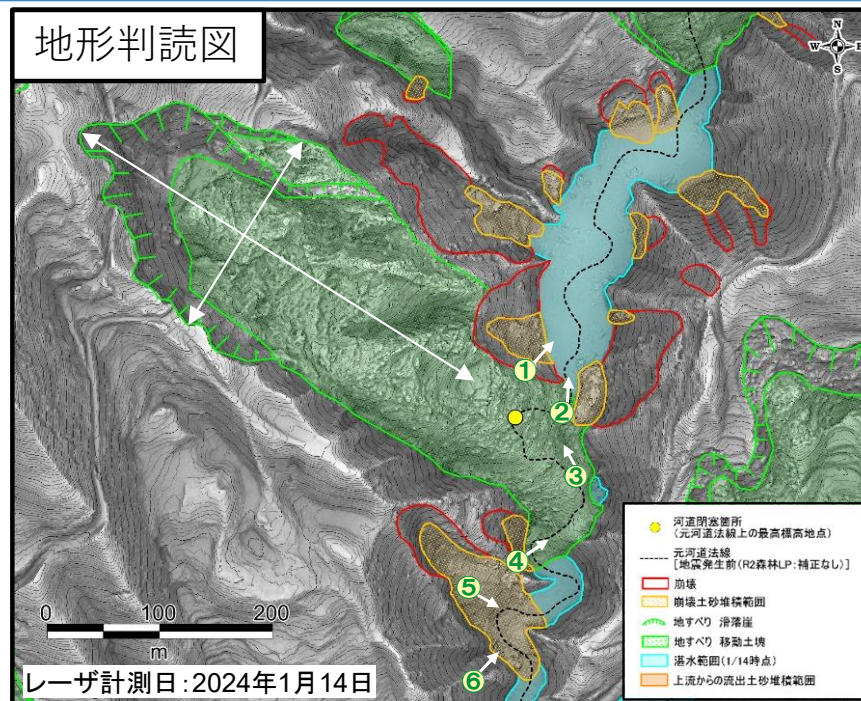 地形判読図
N
W E
S
①
②
③
④
⑤
⑥
0 100 200
m
レーザ計測日:2024年1月14日
河道閉塞箇所
(元河道法線上の最高標高地点)
元河道法線
[地震発生前(R2森林LP:補正なし)]
崩壊
崩壊土砂堆積範囲
地すべり 滑落崖
地すべり 移動土塊
湛水範囲(1/14時点)
上流からの流出土砂堆積範囲